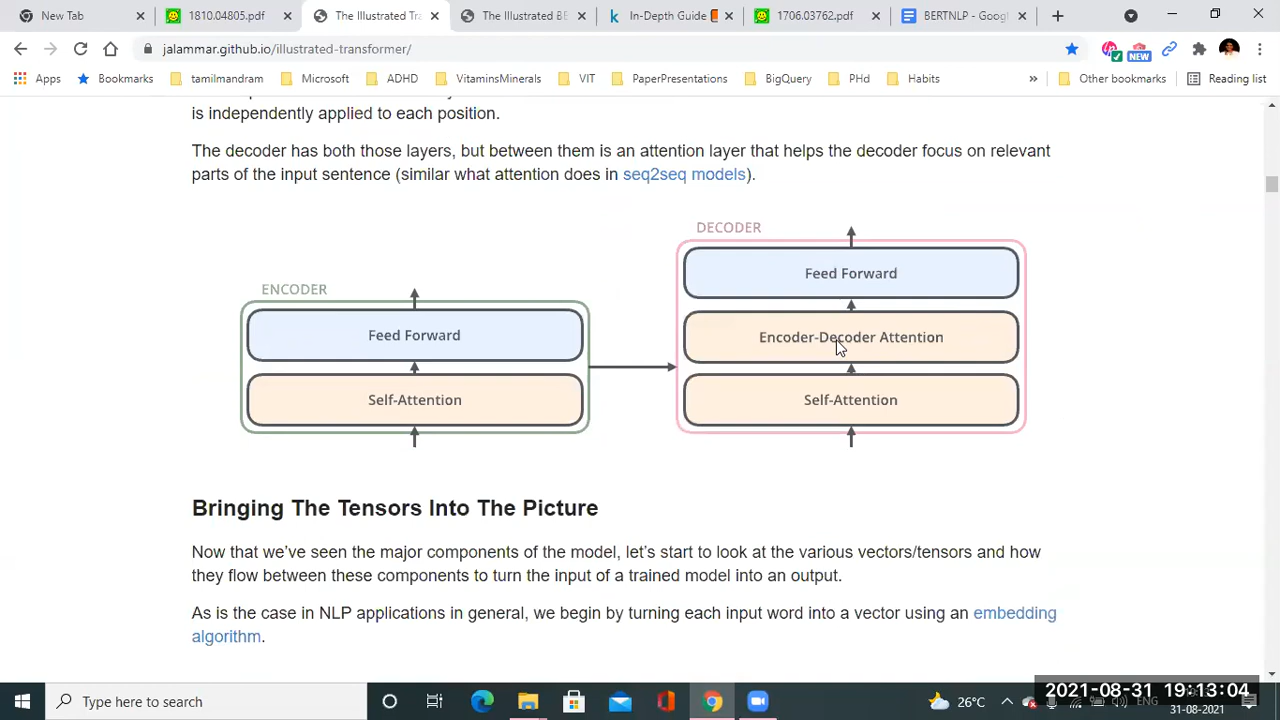 New Tab
1810.04805.pdf
The Illustrated Tra
The Illustrated BE
In-Depth Guide
1706.03762.pdf
BERTNLP - Goog
jalammar.github.io/illustrated-transformer/
NEW
Apps
Bookmarks
tamilmandram
Microsoft
ADHD
VitaminsMinerals
VIT
PaperPresentations
BigQuery
PHd
Habits
»
Other bookmarks
Reading list
is independently applied to each position.
The decoder has both those layers, but between them is an attention layer that helps the decoder focus on relevant
parts of the input sentence (similar what attention does in seq2seq models).
DECODER
Feed Forward
ENCODER
Feed Forward
Encoder-Decoder Attention
Self-Attention
Self-Attention
Bringing The Tensors Into The Picture
Now that we've seen the major components of the model, let's start to look at the various vectors/tensors and how
they flow between these components to turn the input of a trained model into an output.
As is the case in NLP applications in general, we begin by turning each input word into a vector using an embedding
algorithm.
Type here to search
26°C
ENG
2021-08-31 19:13:04
31-08-2021